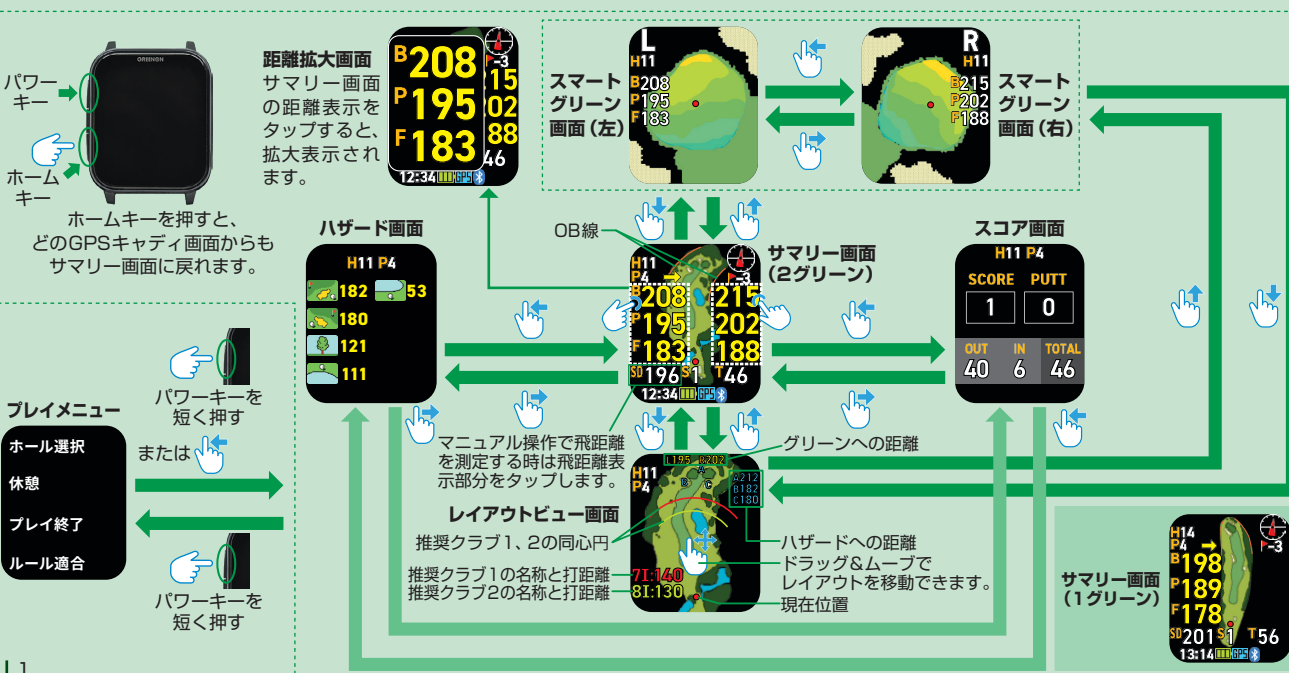 GREENON
パワー
キー
ホーム
キー
ホームキーを押すと、
どのGPSキャディ画面からも
サマリー画面に戻れます。
距離拡大画面
サマリー画面
の距離表示を
タップすると、
拡大表示され
ます。
B208
P195
F183
-3
15
02
88
46
12:34 GPS
スマート
グリーン
画面（左）
L
H11
B208
P195
F183
R
H11
B215
P202
F188
スマート
グリーン
画面（右）
ハザード画面
H11 P4
182 53
180
121
111
OB線
サマリー画面
（2グリーン）
H11
P4
-3
B208 215
P195 202
F183 188
SD196 S1 T46
12:34 GPS
スコア画面
H11 P4
SCORE PUTT
1 0
OUT IN TOTAL
40 6 46
マニュアル操作で飛距離
を測定する時は飛距離表
示部分をタップします。
プレイメニュー
ホール選択
休憩
プレイ終了
ルール適合
パワーキーを
短く押す
または
パワーキーを
短く押す
レイアウトビュー画面
L195 R202
H11
P4
A
B C
A212
B182
C180
7I:140
8I:130
グリーンへの距離
推奨クラブ1、2の同心円
推奨クラブ1の名称と打距離
推奨クラブ2の名称と打距離
ハザードへの距離
ドラッグ&ムーブで
レイアウトを移動できます。
現在位置
サマリー画面
（1グリーン）
H14
P4
-3
B198
P189
F178
SD201 S1 T56
13:14 GPS